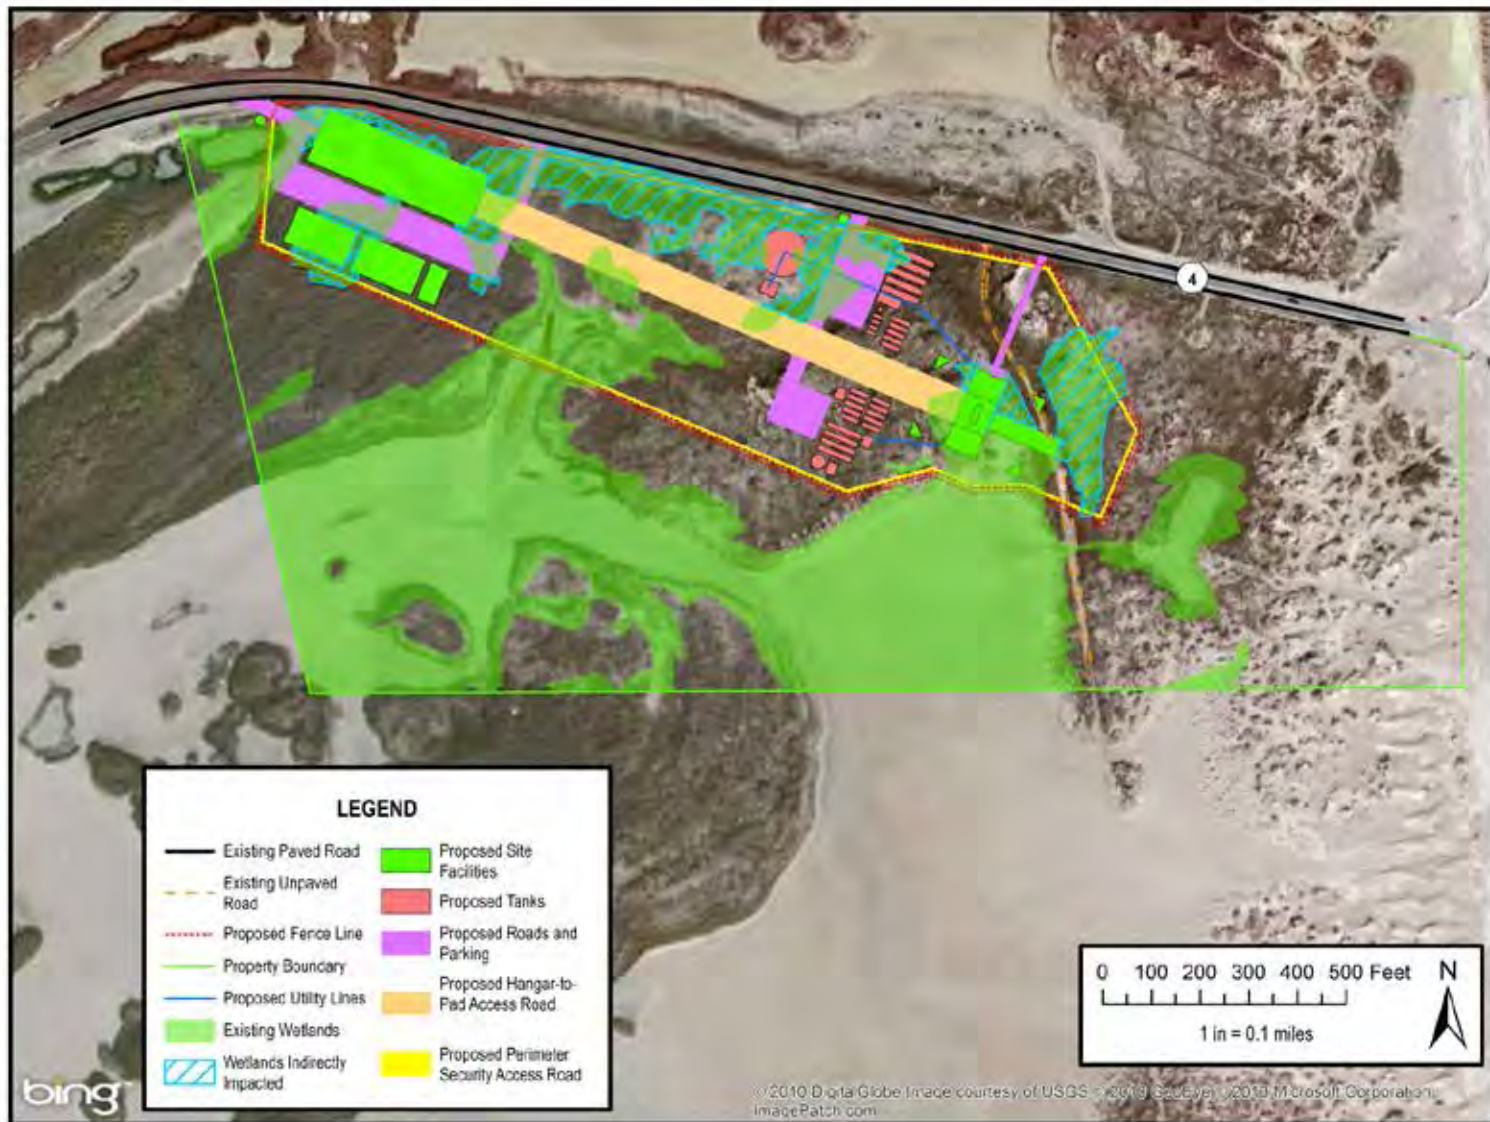 4
LEGEND
Existing Paved Road
Existing Unpaved
Road
Proposed Fence Line
Property Boundary
Proposed Utility Lines
Existing Wetlands
Wetlands Indirectly
Impacted
Proposed Site
Facilities
Proposed Tanks
Proposed Roads and
Parking
Proposed Hangar-to-
Pad Access Road
Proposed Perimeter
Security Access Road
0 100 200 300 400 500 Feet
N
1 in = 0.1 miles
bing
© 2010 Digital Globe Image courtesy of USGS © 2010 GeoEye © 2010 Microsoft Corporation
ImagePatch.com